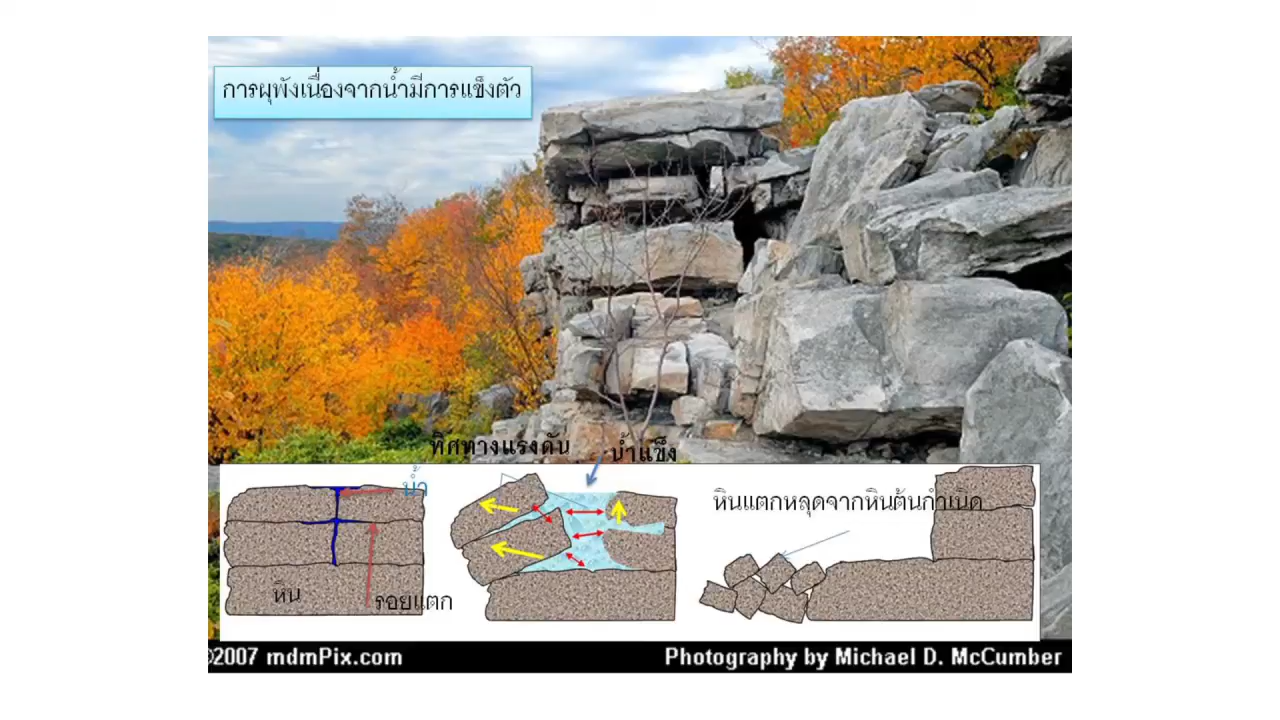 การผุพังเนื่องจากน้ำมีการแข็งตัว
ทิศทางแรงดัน
น้ำแข็ง
น้ำ
หินแตกหลุดจากหินต้นกำเนิด
หิน
รอยแตก
©2007 mdmPix.com
Photography by Michael D. McCumber